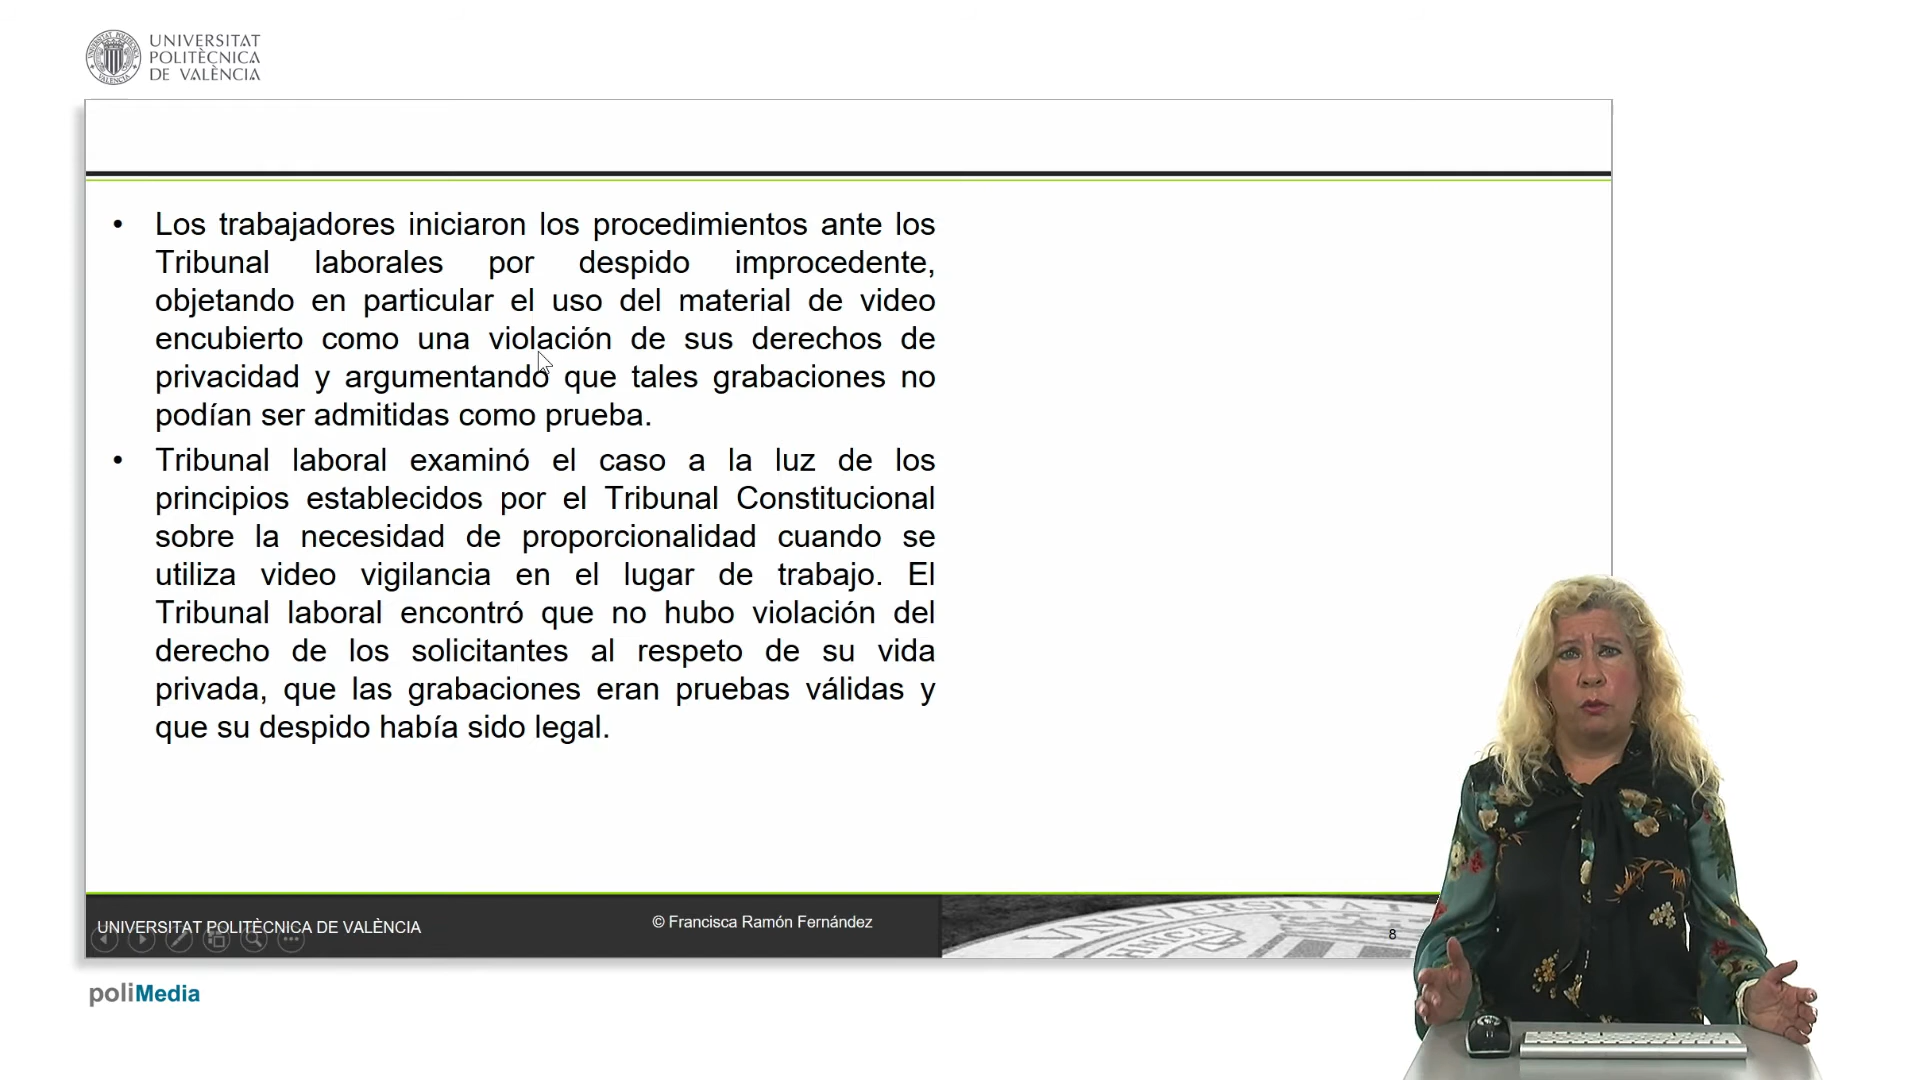 UNIVERSITAT
POLITÈCNICA
DE VALÈNCIA
• Los trabajadores iniciaron los procedimientos ante los
Tribunal laborales por despido improcedente,
objetando en particular el uso del material de video
encubierto como una violación de sus derechos de
privacidad y argumentando que tales grabaciones no
podían ser admitidas como prueba.
• Tribunal laboral examinó el caso a la luz de los
principios establecidos por el Tribunal Constitucional
sobre la necesidad de proporcionalidad cuando se
utiliza video vigilancia en el lugar de trabajo. El
Tribunal laboral encontró que no hubo violación del
derecho de los solicitantes al respeto de su vida
privada, que las grabaciones eran pruebas válidas y
que su despido había sido legal.
UNIVERSITAT POLITÈCNICA DE VALÈNCIA
© Francisca Ramón Fernández
8
poliMedia